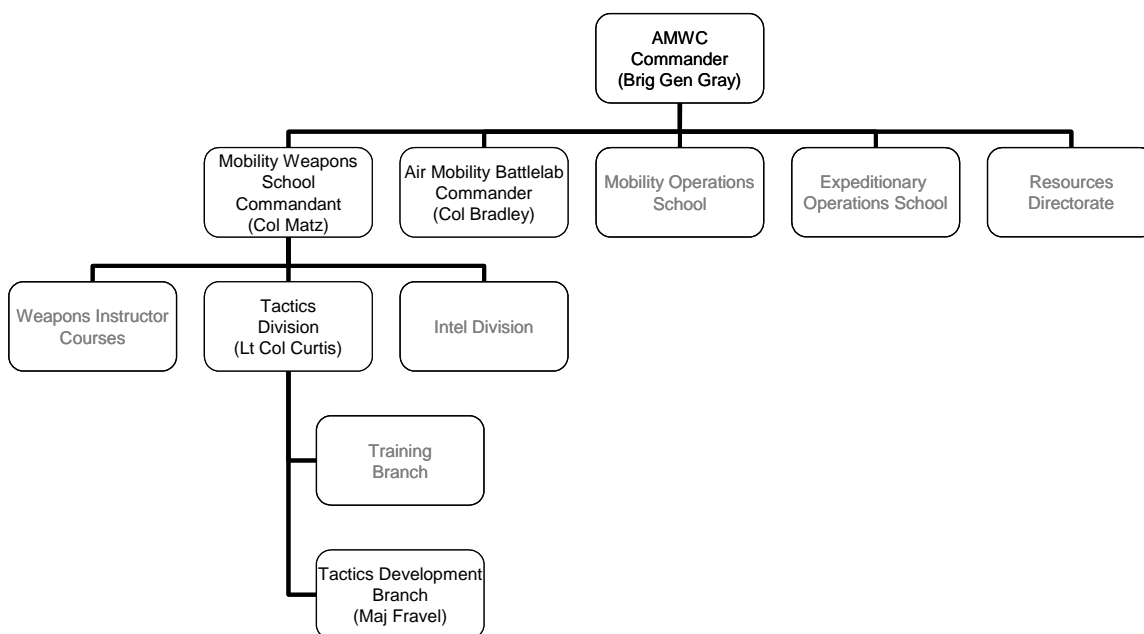 AMWC
Commander
(Brig Gen Gray)
Mobility Weapons
School
Commandant
(Col Matz)
Air Mobility Battlelab
Commander
(Col Bradley)
Mobility Operations
School
Expeditionary
Operations School
Resources
Directorate
Weapons Instructor
Courses
Tactics
Division
(Lt Col Curtis)
Intel Division
Training
Branch
Tactics Development
Branch
(Maj Fravel)